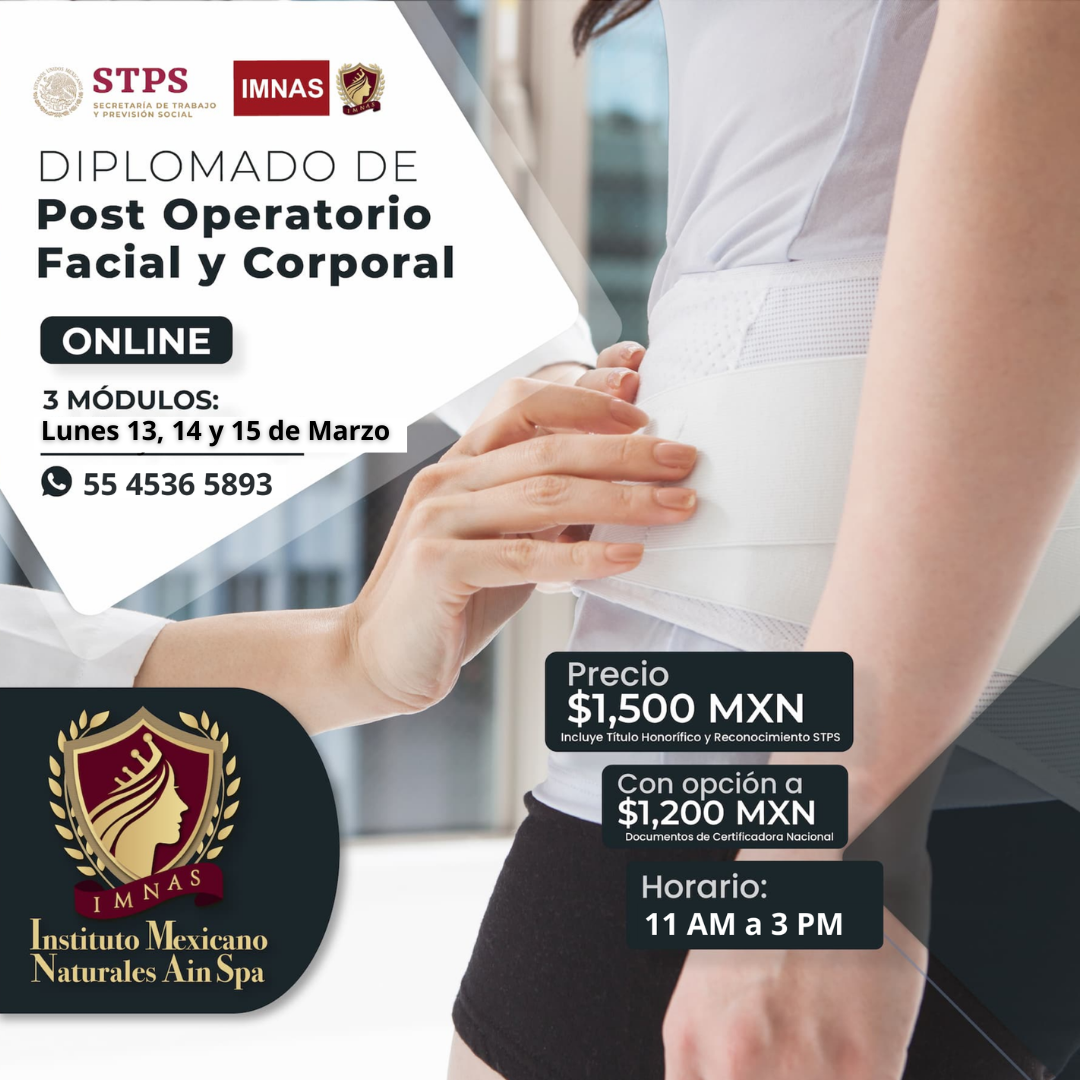 STPS
SECRETARÍA DE TRABAJO
Y PREVISIÓN SOCIAL
IMNAS
IMNAS
DIPLOMADO DE
Post Operatorio
Facial y Corporal
ONLINE
3 MÓDULOS:
Lunes 13, 14 y 15 de Marzo
55 4536 5893
Precio
$1,500 MXN
Incluye Título Honorífico y Reconocimiento STPS
Con opción a
$1,200 MXN
Documentos de Certificadora Nacional
Horario:
11 AM a 3 PM
IMNAS
Instituto Mexicano
Naturales Ain Spa